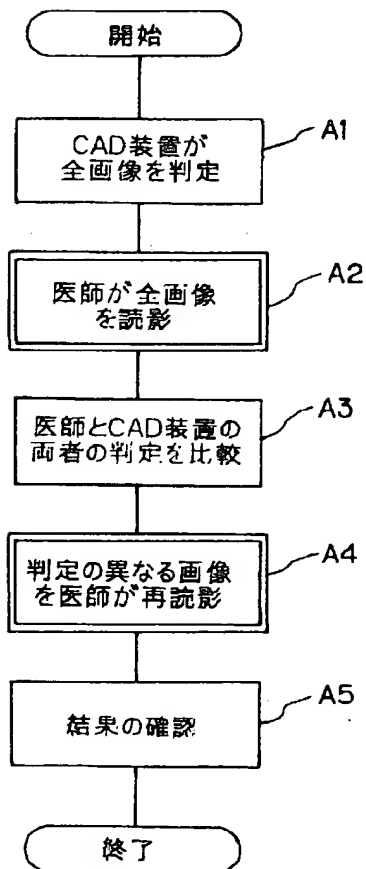 開始
CAD装置が
全画像を判定
A1
医師が全画像
を読影
A2
医師とCAD装置の
両者の判定を比較
A3
判定の異なる画像
を医師が再読影
A4
結果の確認
A5
終了